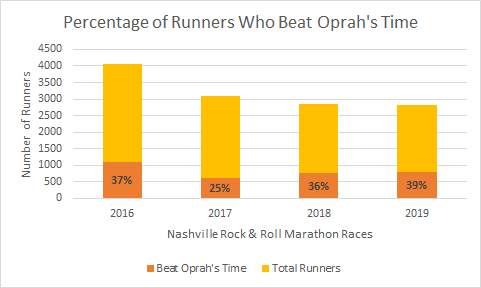 Percentage of Runners Who Beat Oprah's Time
Number of Runners
4500
4000
3500
3000
2500
2000
1500
1000
500
0
37%
25%
36%
39%
2016 2017 2018 2019
Nashville Rock & Roll Marathon Races
Beat Oprah's Time Total Runners